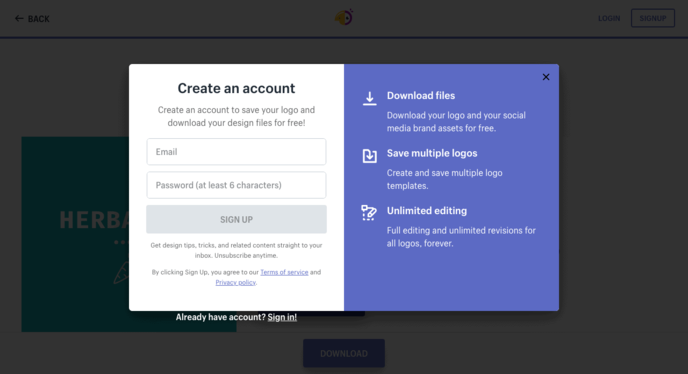 BACK
LOGIN
SIGNUP
Create an account
Create an account to save your logo and
download your design files for free!
Email
Password (at least 6 characters)
SIGN UP
Get design tips, tricks, and related content straight to your
inbox. Unsubscribe anytime.
By clicking Sign Up, you agree to our Terms of service and
Privacy policy.
Already have account? Sign in!
Download files
Download your logo and your social
media brand assets for free.
Save multiple logos
Create and save multiple logo
templates.
Unlimited editing
Full editing and unlimited revisions for
all logos, forever.
HERBA
DOWNLOAD